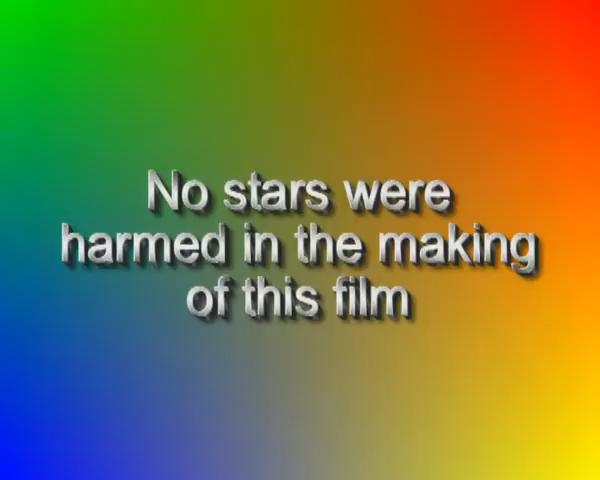 No stars were
harmed in the making
of this film